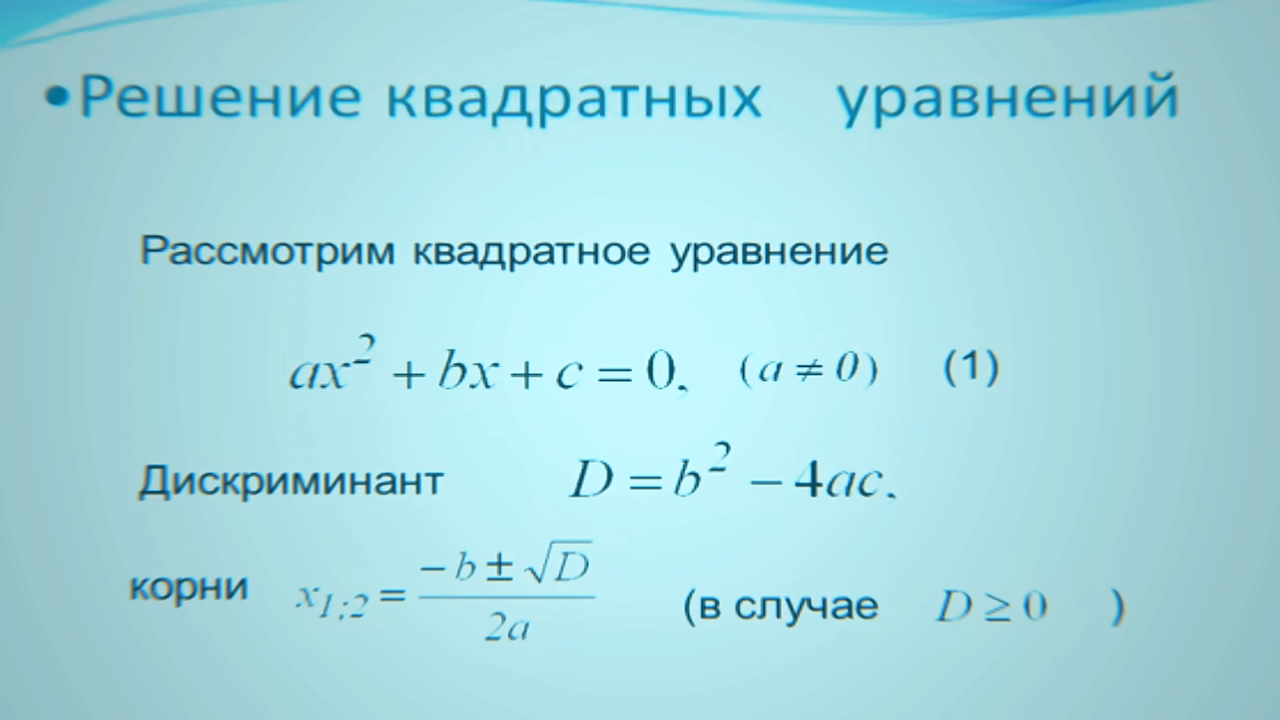 •Решение квадратных уравнений
Рассмотрим квадратное уравнение
ax² + bx + c = 0, (a ≠ 0) (1)
Дискриминант D = b² − 4ac.
корни x₁;₂ = (−b ± √D) / 2a (в случае D ≥ 0 )